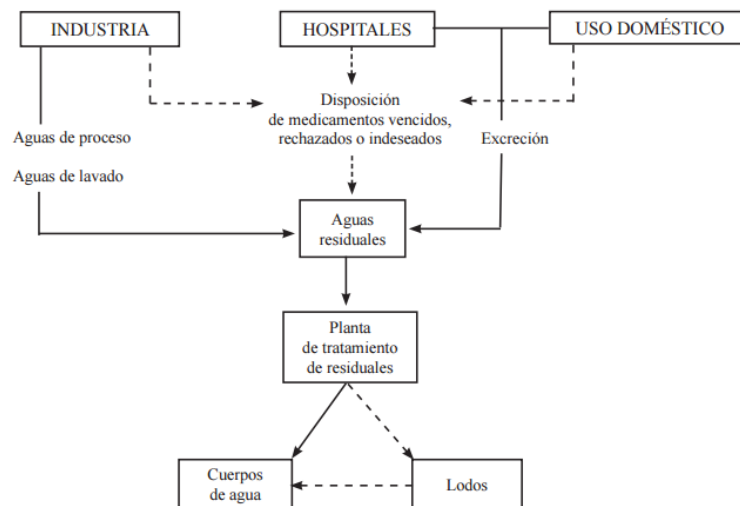 INDUSTRIA
HOSPITALES
USO DOMÉSTICO
Disposición
de medicamentos vencidos,
rechazados o indeseados
Aguas de proceso
Excreción
Aguas de lavado
Aguas
residuales
Planta
de tratamiento
de residuales
Cuerpos
de agua
Lodos